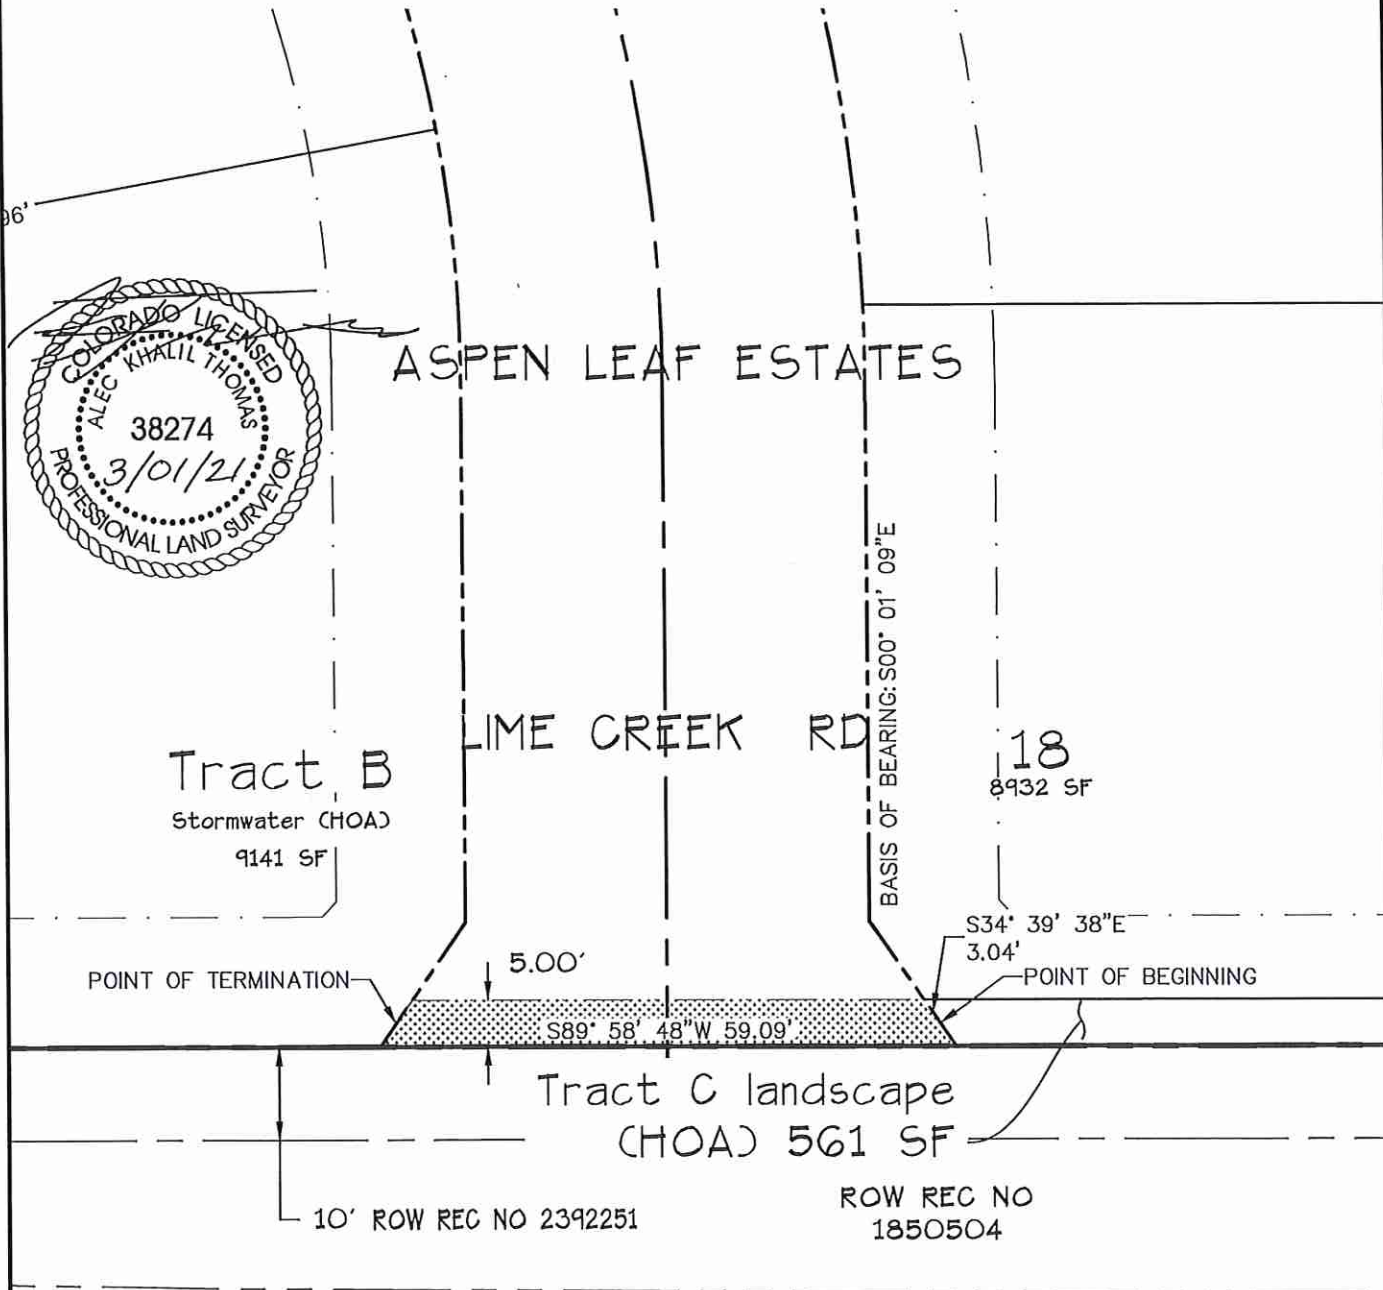 96'
COLORADO LICENSED
ALEC KHALIL THOMAS
38274
3/01/21
PROFESSIONAL LAND SURVEYOR
ASPEN LEAF ESTATES
BASIS OF BEARING: S00° 01' 09"E
LIME CREEK RD
Tract B
Stormwater (HOA)
9141 SF
18
8932 SF
S34° 39' 38"E
3.04'
POINT OF TERMINATION
5.00'
POINT OF BEGINNING
S89° 58' 48"W 59.09'
Tract C landscape
(HOA) 561 SF
10' ROW REC NO 2392251
ROW REC NO
1850504